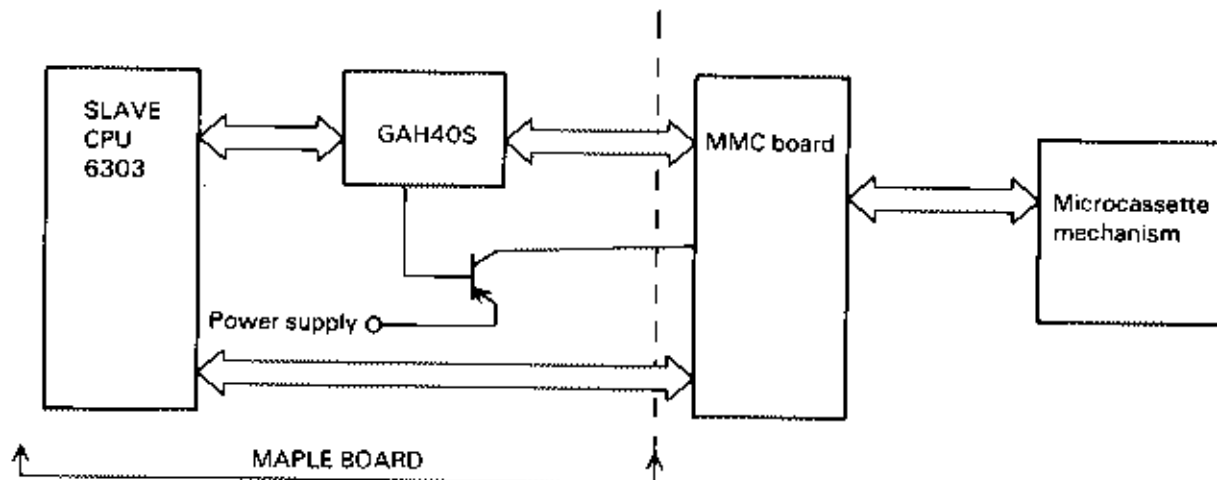 SLAVE
CPU
6303
GAH40S
MMC board
Microcassette
mechanism
Power supply
MAPLE BOARD